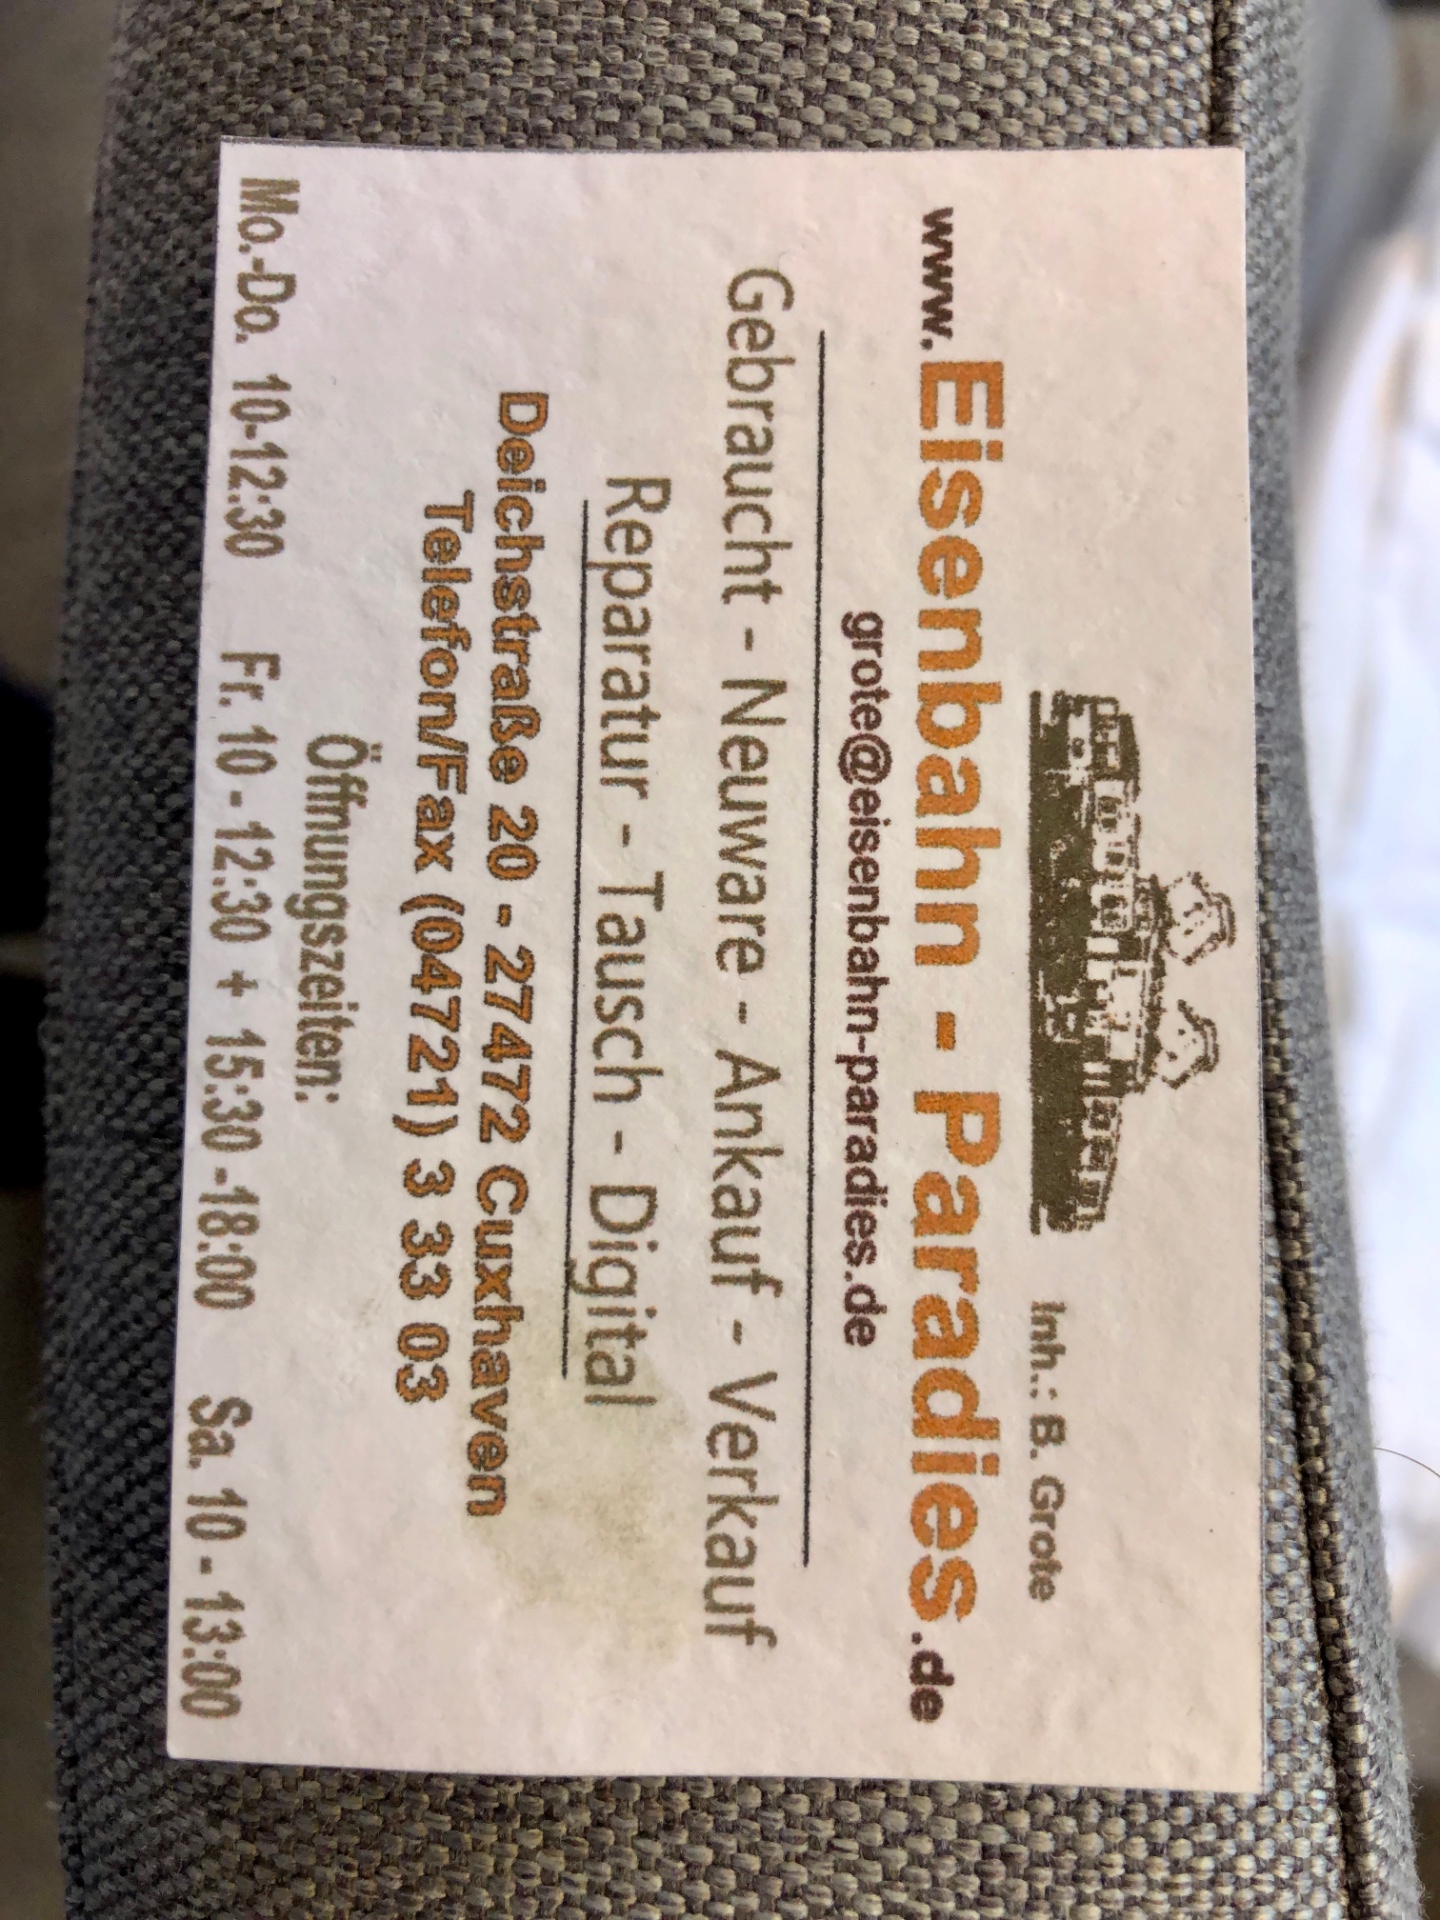 Inh.: B. Grote
www.Eisenbahn - Paradies.de
grote@eisenbahn-paradies.de
Gebraucht - Neuware - Ankauf - Verkauf
Reparatur - Tausch - Digital
Deichstraße 20 - 27472 Cuxhaven
Telefon/Fax (04721) 3 33 03
Öffnungszeiten:
Mo.-Do. 10-12:30 Fr. 10 - 12:30 + 15:30 -18:00 Sa. 10 - 13:00